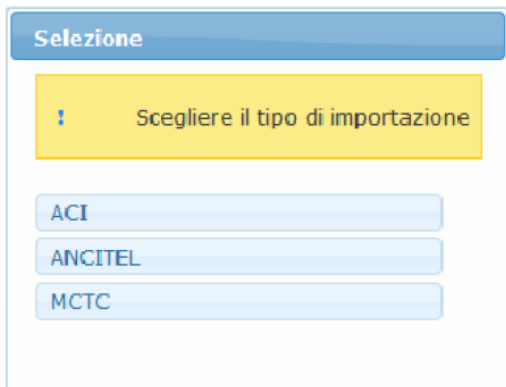 Selezione
! Scegliere il tipo di importazione
ACI
ANCITEL
MCTC